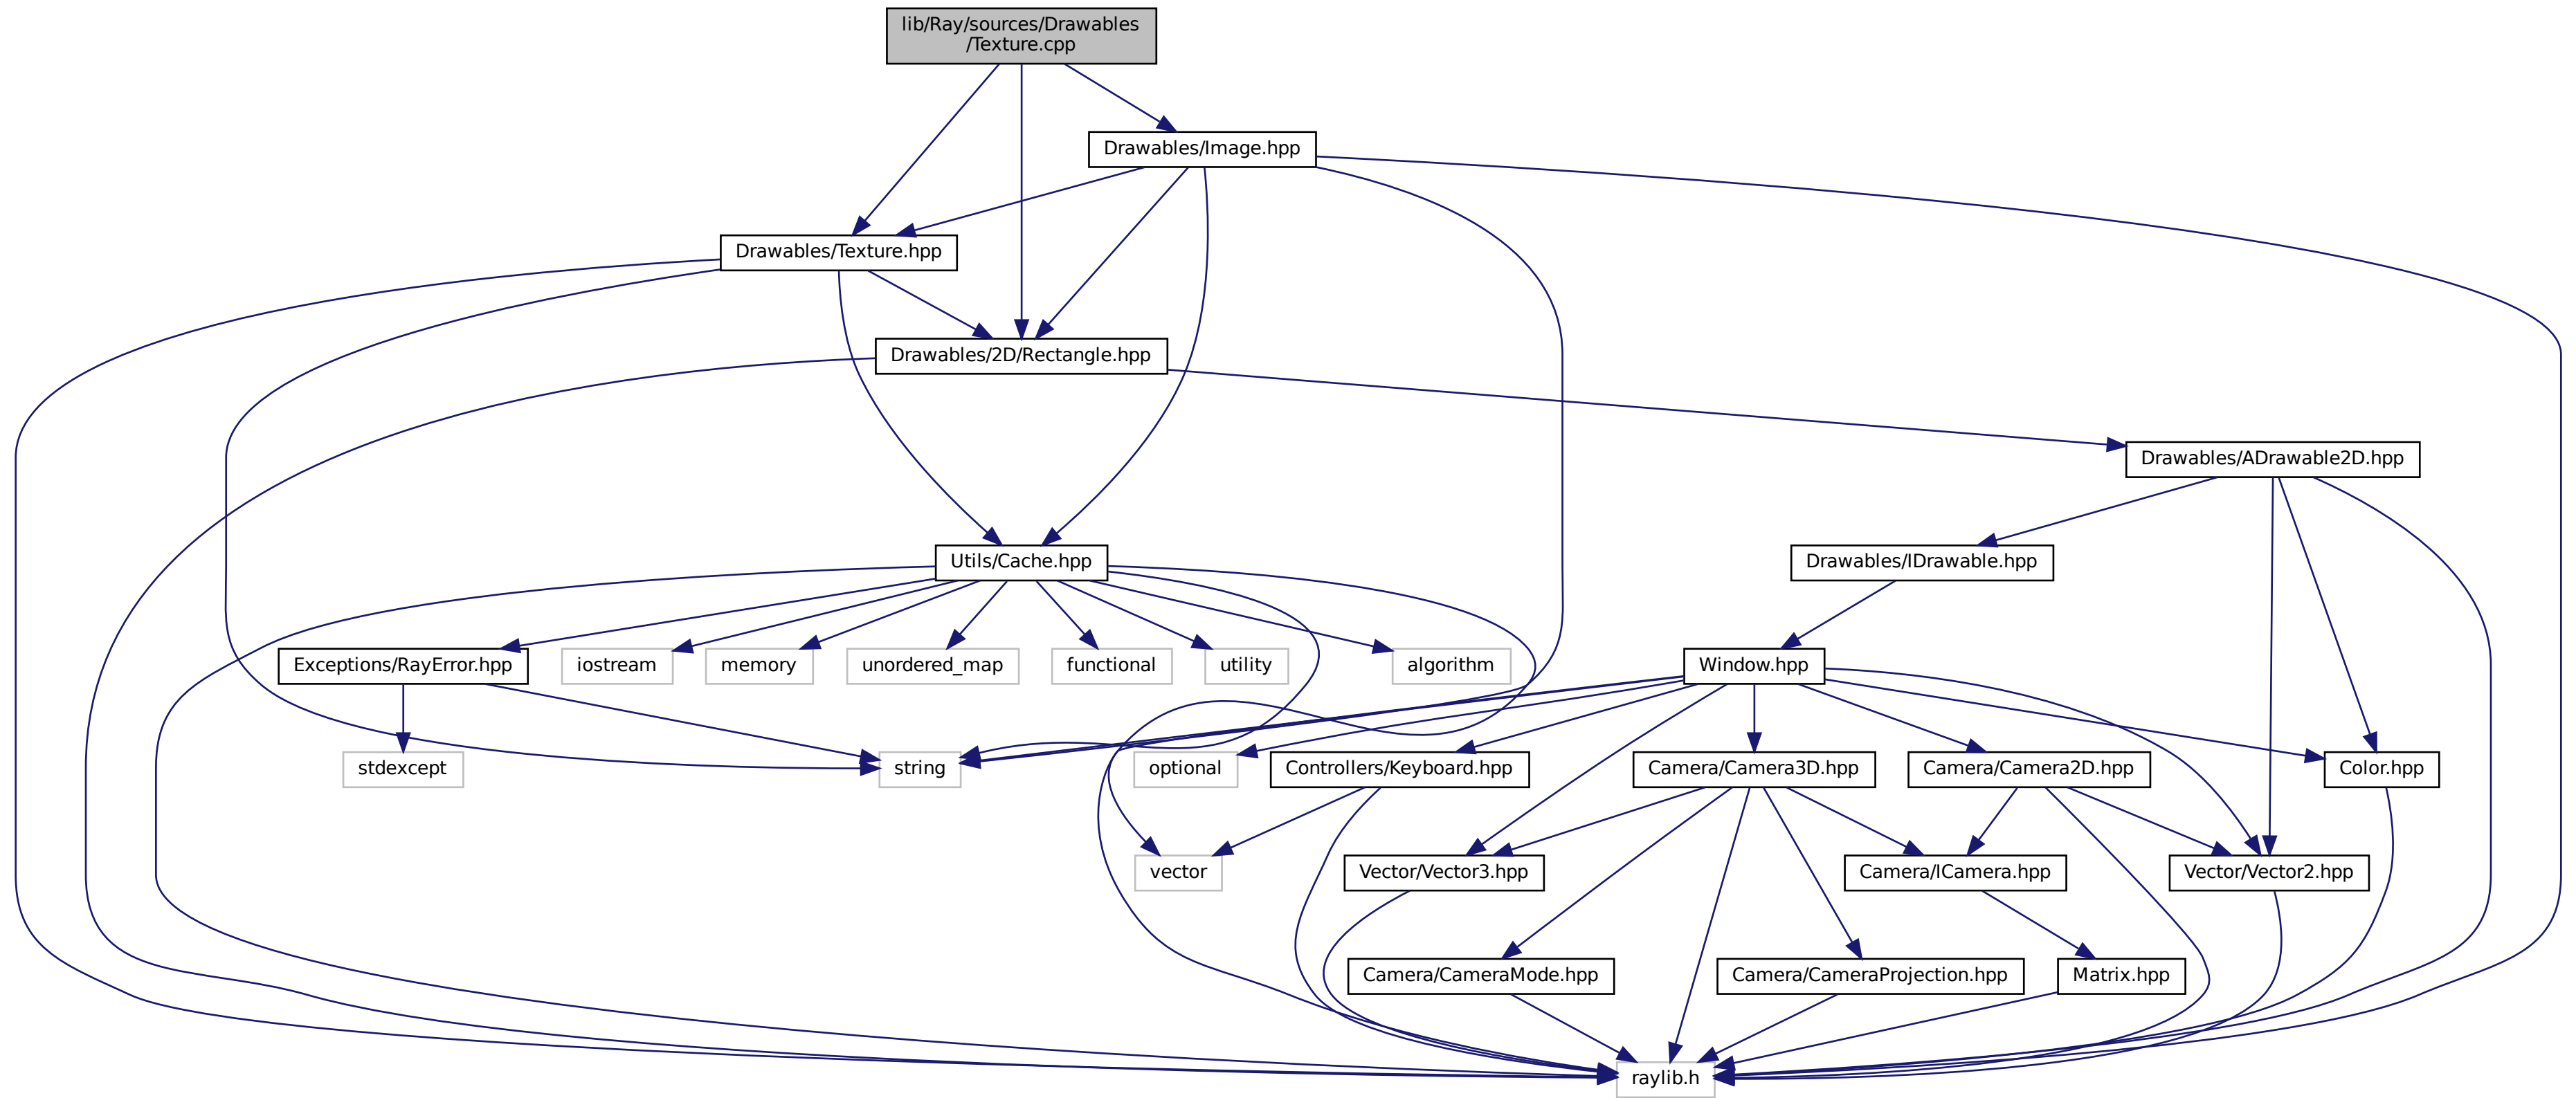 lib/Ray/sources/Drawables
/Texture.cpp
Drawables/Image.hpp
Drawables/Texture.hpp
Drawables/2D/Rectangle.hpp
Drawables/ADrawable2D.hpp
Utils/Cache.hpp
Drawables/IDrawable.hpp
Exceptions/RayError.hpp
iostream
memory
unordered_map
functional
utility
algorithm
Window.hpp
stdexcept
string
optional
Controllers/Keyboard.hpp
Camera/Camera3D.hpp
Camera/Camera2D.hpp
Color.hpp
vector
Vector/Vector3.hpp
Camera/ICamera.hpp
Vector/Vector2.hpp
Camera/CameraMode.hpp
Camera/CameraProjection.hpp
Matrix.hpp
raylib.h